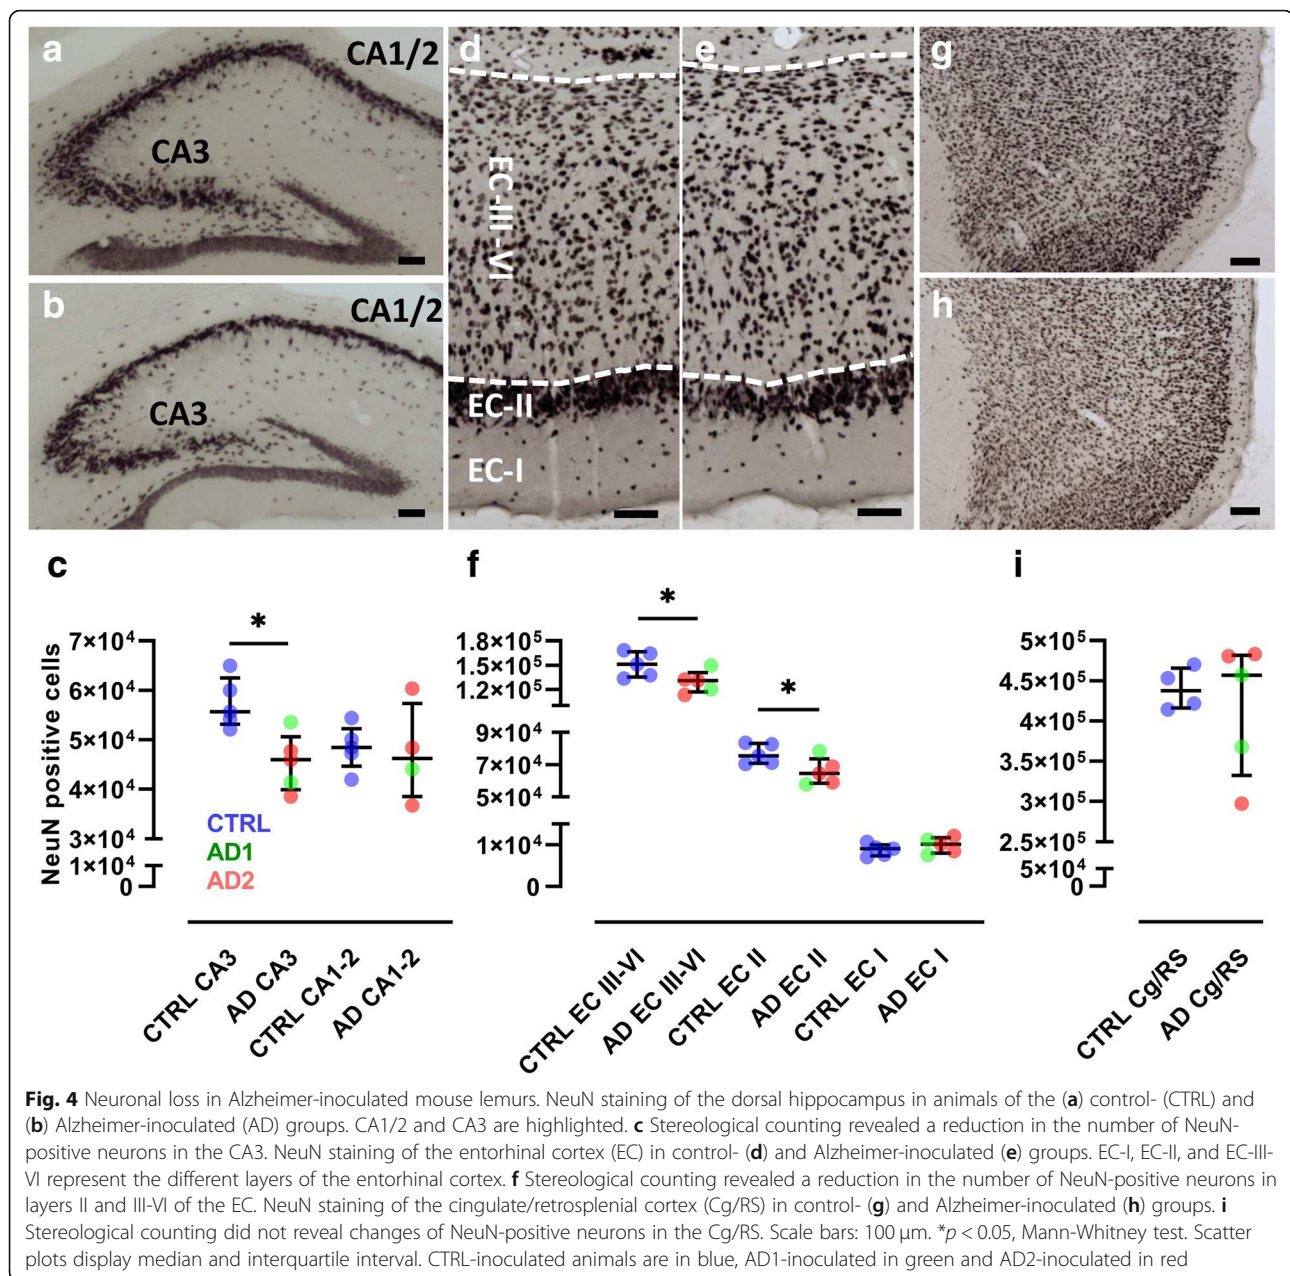 a
CA1/2
CA3
b
CA1/2
CA3
d
e
EC-III-VI
EC-II
EC-I
g
h
c
NeuN positive cells
7×10⁴
6×10⁴
5×10⁴
4×10⁴
3×10⁴
1×10⁴
0
*
CTRL
AD1
AD2
CTRL CA3
AD CA3
CTRL CA1-2
AD CA1-2
f
1.8×10⁵
1.5×10⁵
1.2×10⁵
9×10⁴
7×10⁴
5×10⁴
1×10⁴
0
*
*
CTRL EC III-VI
AD EC III-VI
CTRL EC II
AD EC II
CTRL EC I
AD EC I
i
5×10⁵
4.5×10⁵
4×10⁵
3.5×10⁵
3×10⁵
2.5×10⁵
5×10⁴
0
CTRL Cg/RS
AD Cg/RS
Fig. 4 Neuronal loss in Alzheimer-inoculated mouse lemurs. NeuN staining of the dorsal hippocampus in animals of the (a) control- (CTRL) and
(b) Alzheimer-inoculated (AD) groups. CA1/2 and CA3 are highlighted. c Stereological counting revealed a reduction in the number of NeuN-
positive neurons in the CA3. NeuN staining of the entorhinal cortex (EC) in control- (d) and Alzheimer-inoculated (e) groups. EC-I, EC-II, and EC-III-
VI represent the different layers of the entorhinal cortex. f Stereological counting revealed a reduction in the number of NeuN-positive neurons in
layers II and III-VI of the EC. NeuN staining of the cingulate/retrosplenial cortex (Cg/RS) in control- (g) and Alzheimer-inoculated (h) groups. i
Stereological counting did not reveal changes of NeuN-positive neurons in the Cg/RS. Scale bars: 100 μm. *p < 0.05, Mann-Whitney test. Scatter
plots display median and interquartile interval. CTRL-inoculated animals are in blue, AD1-inoculated in green and AD2-inoculated in red